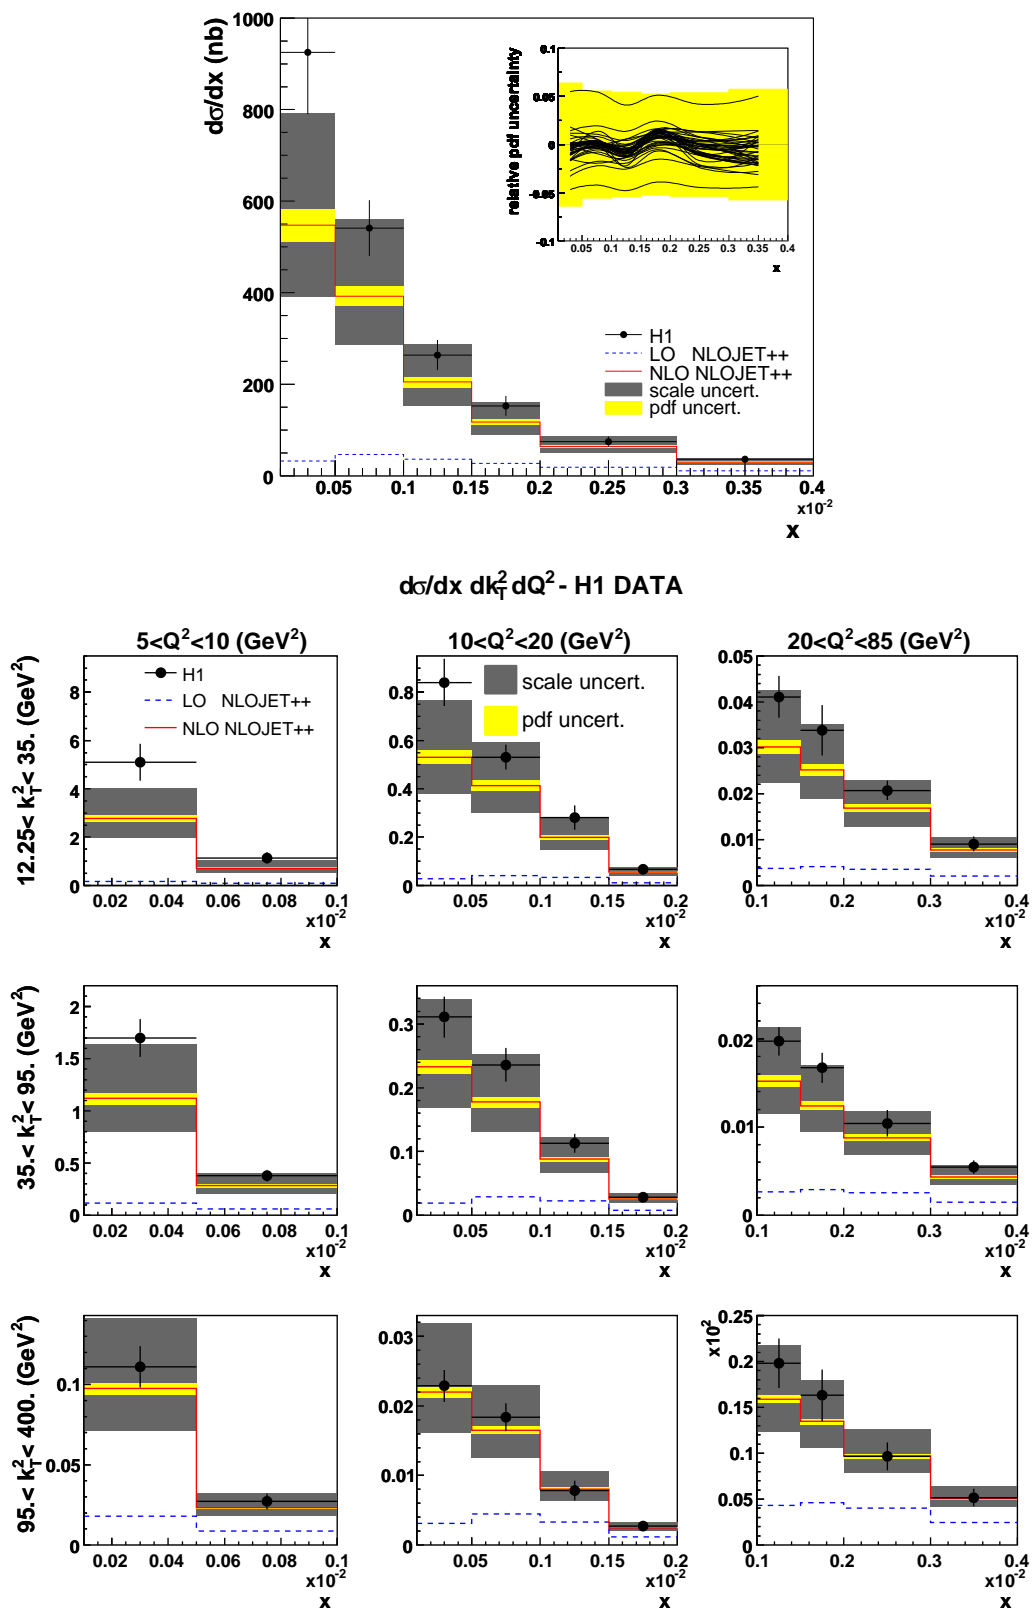 dσ/dx (nb)
1000
800
600
400
200
0
0.05 0.1 0.15 0.2 0.25 0.3 0.35 0.4
x10⁻²
x
relative pdf uncertainty
0.1
0.05
0
-0.05
-0.1
0.05 0.1 0.15 0.2 0.25 0.3 0.35 0.4
x
H1
LO NLOJET++
NLO NLOJET++
scale uncert.
pdf uncert.
dσ/dx dk_T² dQ² - H1 DATA
5<Q²<10 (GeV²)
10<Q²<20 (GeV²)
20<Q²<85 (GeV²)
12.25< k_T²< 35. (GeV²)
8
6
4
2
0
H1
LO NLOJET++
NLO NLOJET++
0.02 0.04 0.06 0.08 0.1
x10⁻²
x
0.8
0.6
0.4
0.2
0
scale uncert.
pdf uncert.
0.05 0.1 0.15 0.2
x10⁻²
x
0.05
0.04
0.03
0.02
0.01
0
0.1 0.2 0.3 0.4
x10⁻²
x
35.< k_T²< 95. (GeV²)
2
1.5
1
0.5
0
0.02 0.04 0.06 0.08 0.1
x10⁻²
x
0.3
0.2
0.1
0
0.05 0.1 0.15 0.2
x10⁻²
x
0.02
0.01
0
0.1 0.2 0.3 0.4
x10⁻²
x
95.< k_T²< 400. (GeV²)
0.1
0.05
0
0.02 0.04 0.06 0.08 0.1
x10⁻²
x
0.03
0.02
0.01
0
0.05 0.1 0.15 0.2
x10⁻²
x
x10²
0.25
0.2
0.15
0.1
0.05
0
0.1 0.2 0.3 0.4
x10⁻²
x